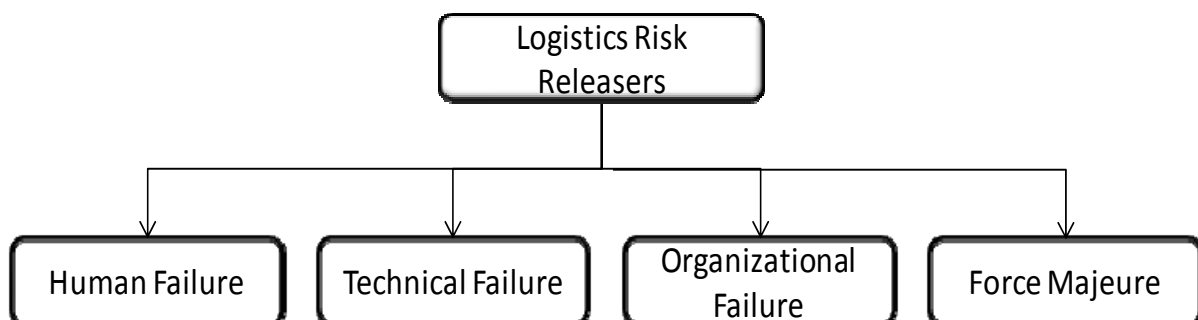 Logistics Risk
Releasers
Human Failure
Technical Failure
Organizational
Failure
Force Majeure